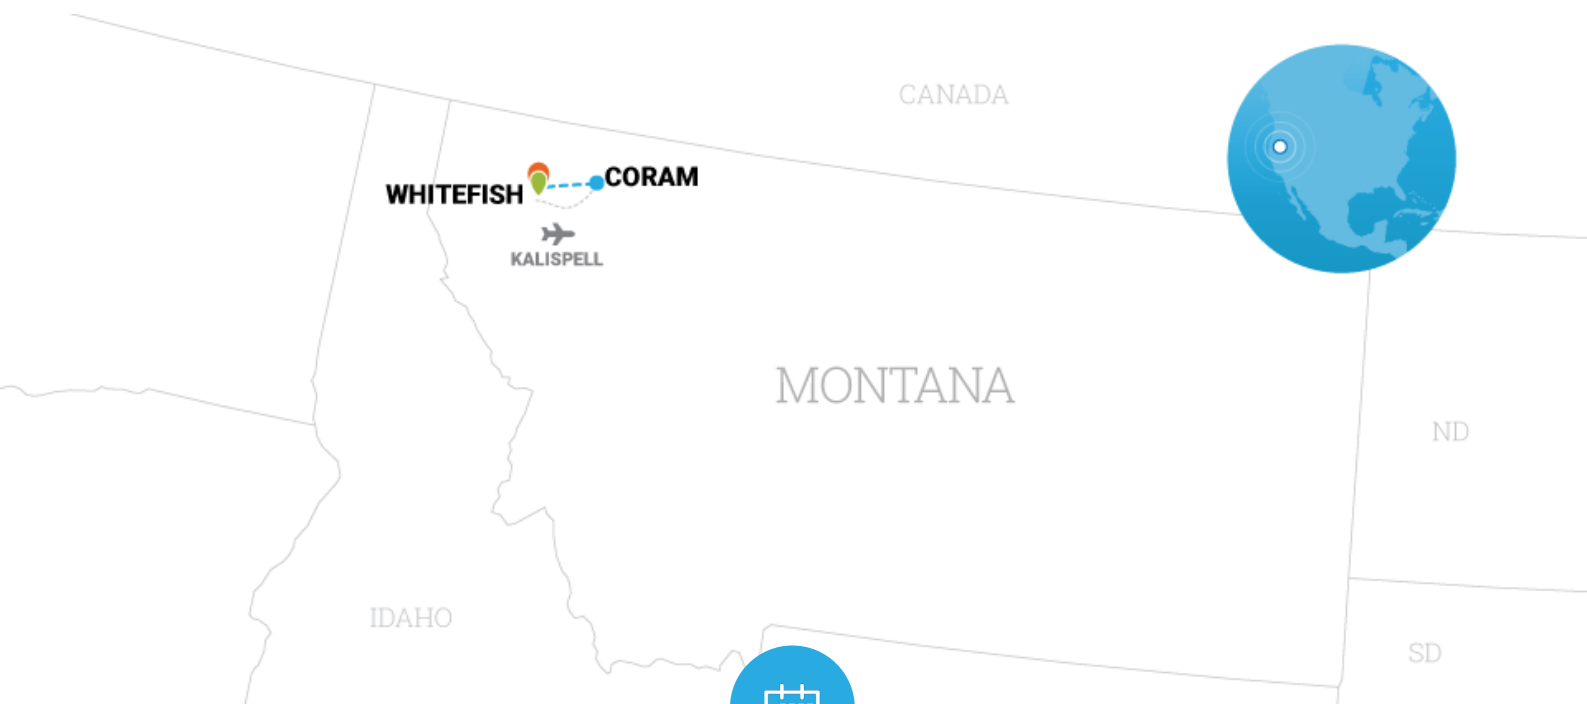 CANADA
CORAM
WHITEFISH
KALISPELL
MONTANA
ND
IDAHO
SD